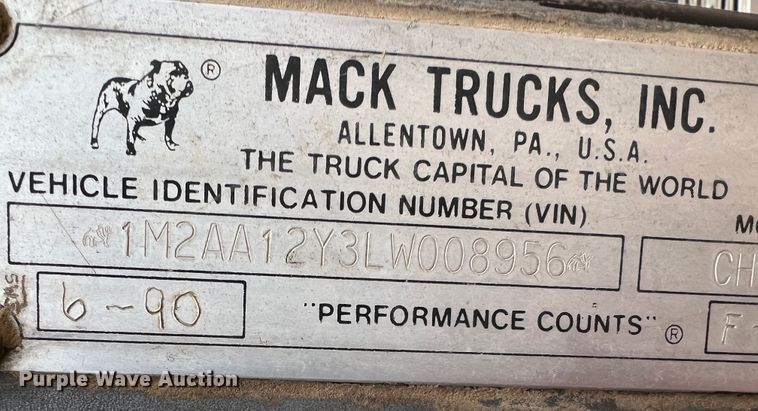 ®
MACK TRUCKS, INC.
ALLENTOWN, PA., U.S.A.
THE TRUCK CAPITAL OF THE WORLD
VEHICLE IDENTIFICATION NUMBER (VIN)
1M2AA12Y3LW008956
CH
6-90
"PERFORMANCE COUNTS" ®
F
Purple Wave Auction